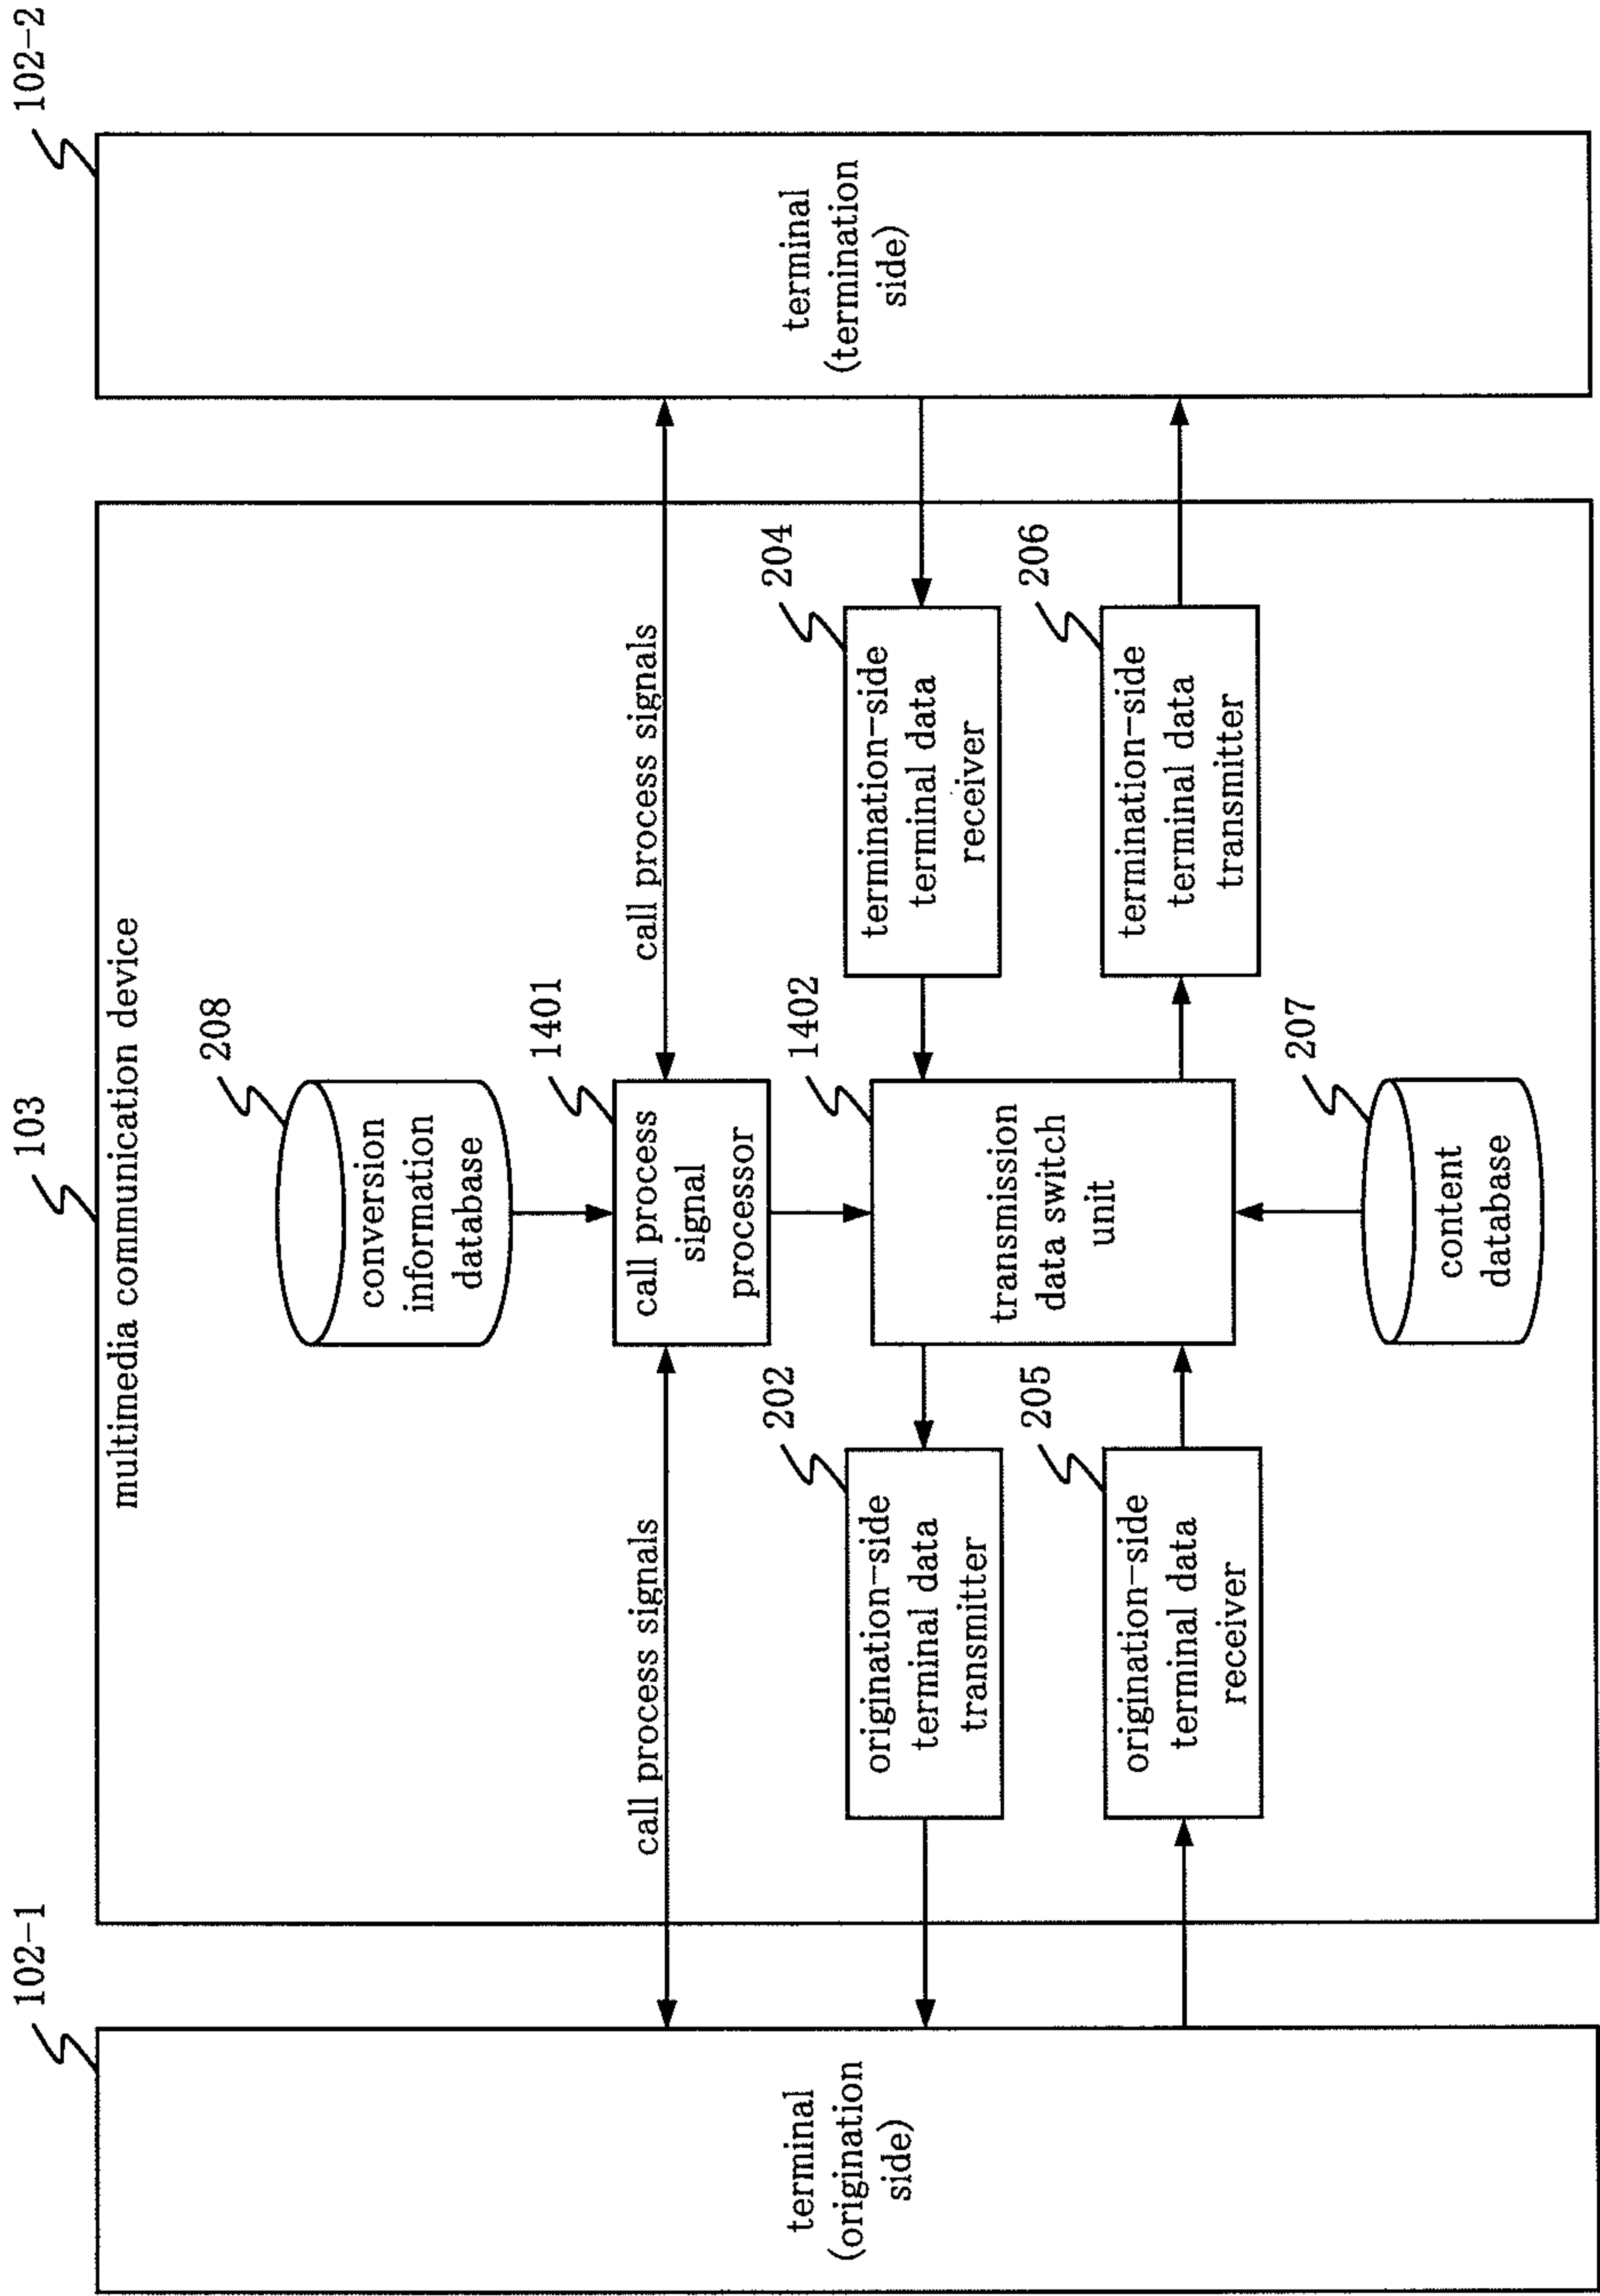 102-1
103
102-2
multimedia communication device
208
conversion
information
database
1401
call process signals
call process
signal
processor
call process signals
terminal
(origination
side)
terminal
(termination
side)
202
1402
204
origination-side
terminal data
transmitter
transmission
data switch
unit
termination-side
terminal data
receiver
205
206
origination-side
terminal data
receiver
termination-side
terminal data
transmitter
207
content
database